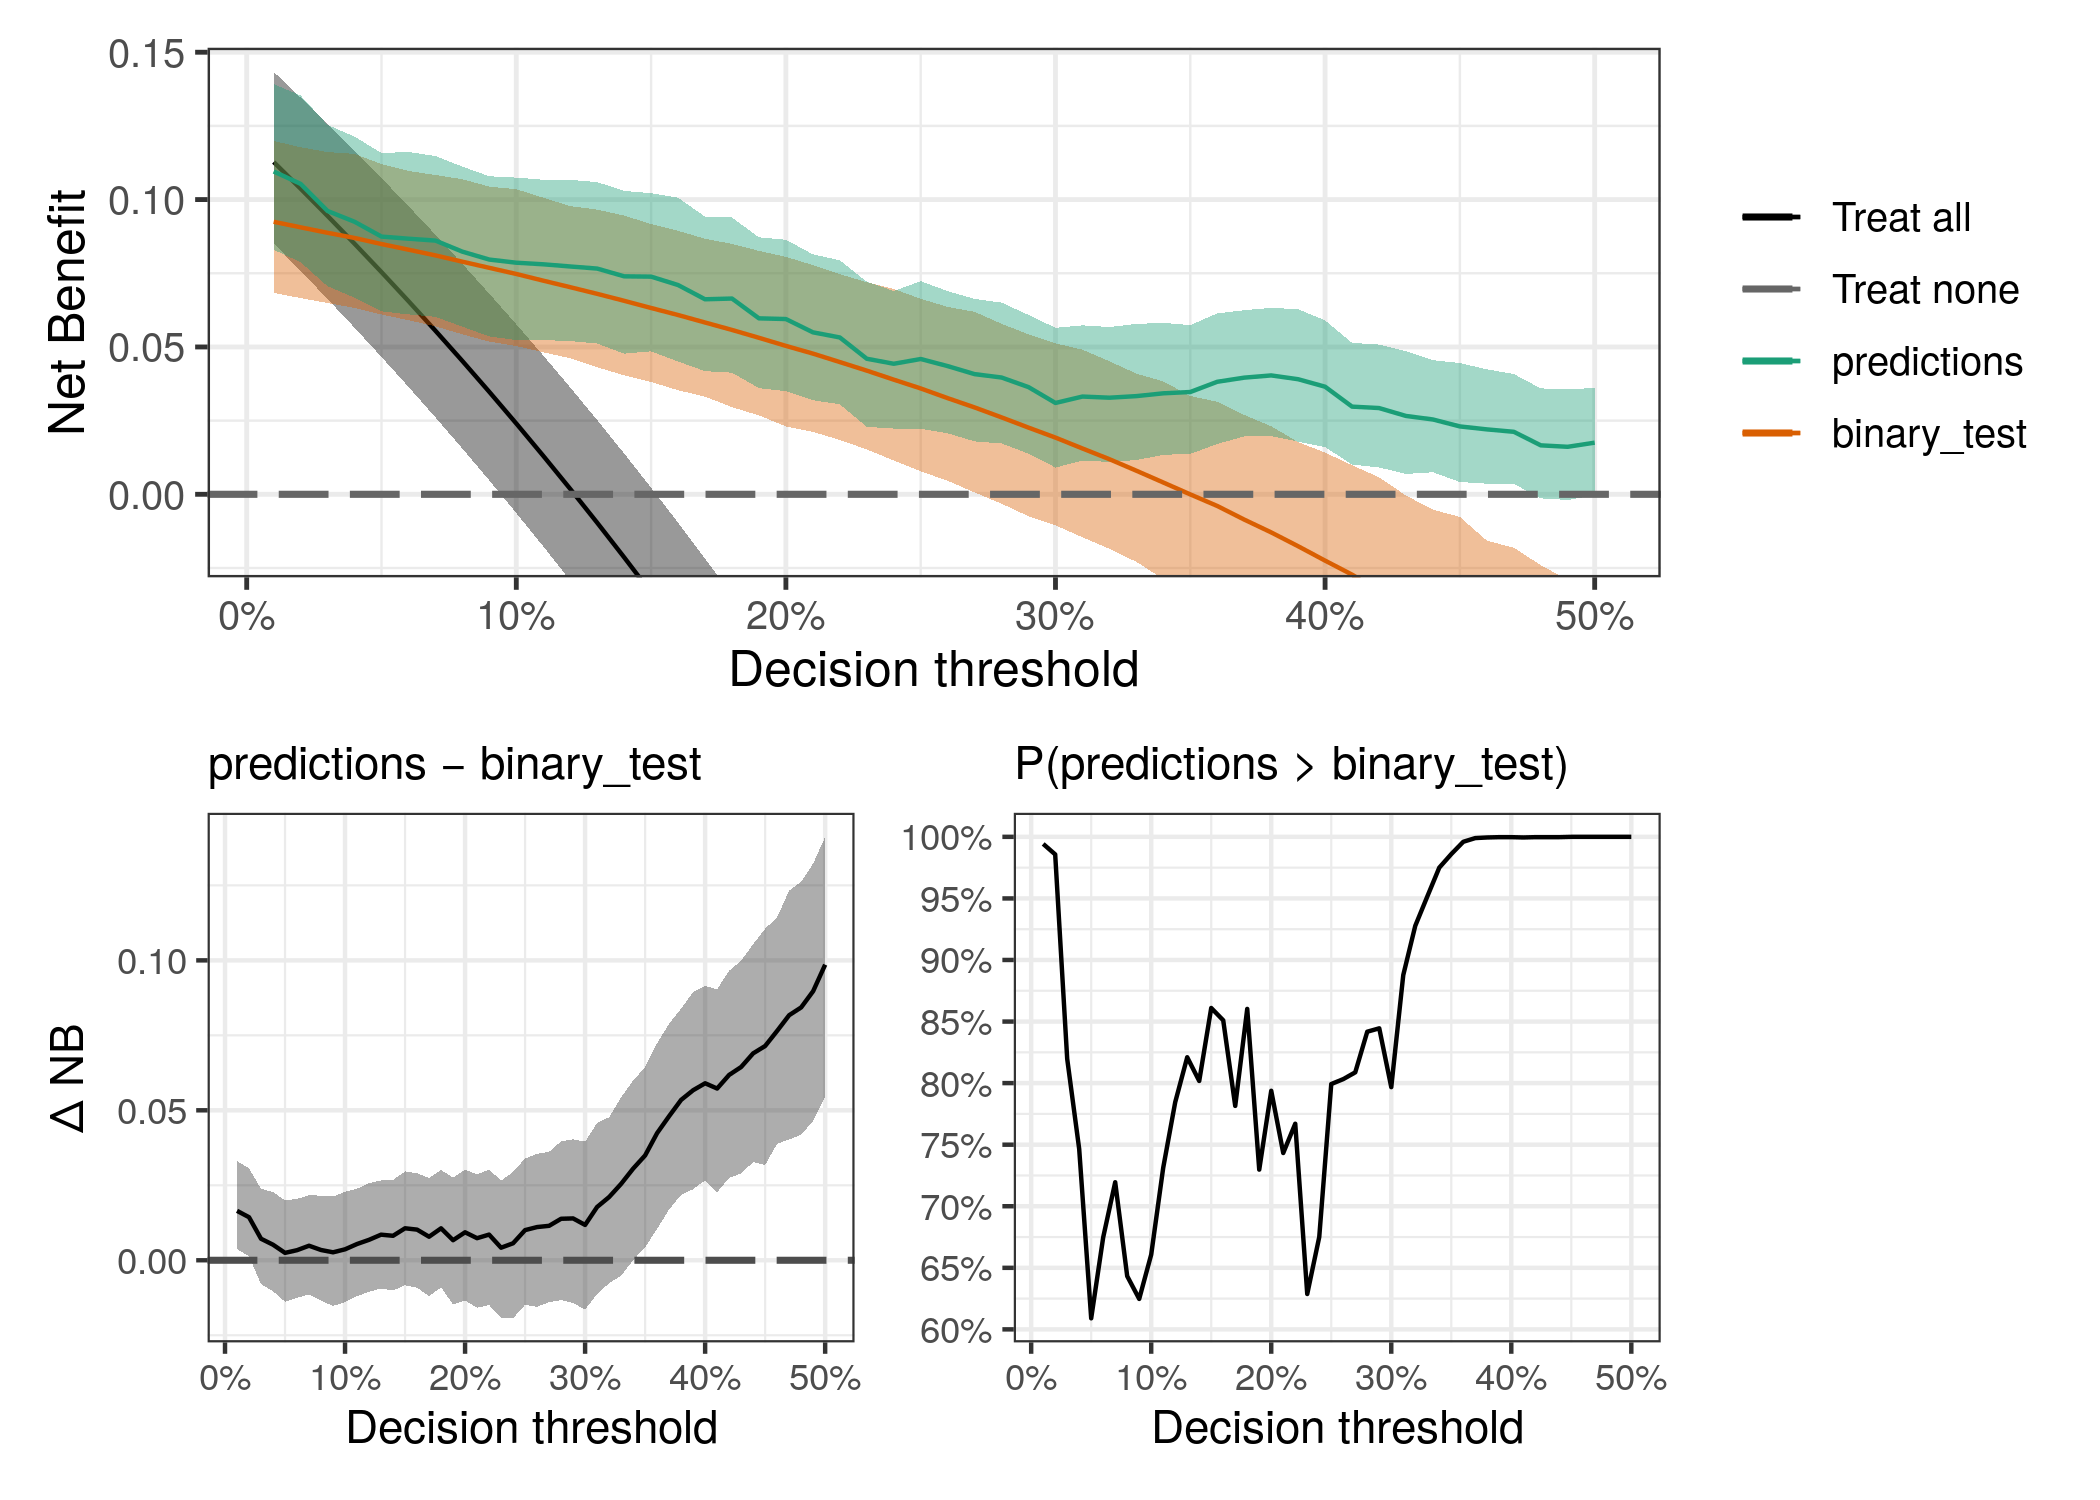 0.15
0.10
0.05
0.00
Net Benefit
0% 10% 20% 30% 40% 50%
Decision threshold
Treat all
Treat none
predictions
binary_test
predictions − binary_test
0.10
0.05
0.00
Δ NB
0% 10% 20% 30% 40% 50%
Decision threshold
P(predictions > binary_test)
100%
95%
90%
85%
80%
75%
70%
65%
60%
0% 10% 20% 30% 40% 50%
Decision threshold